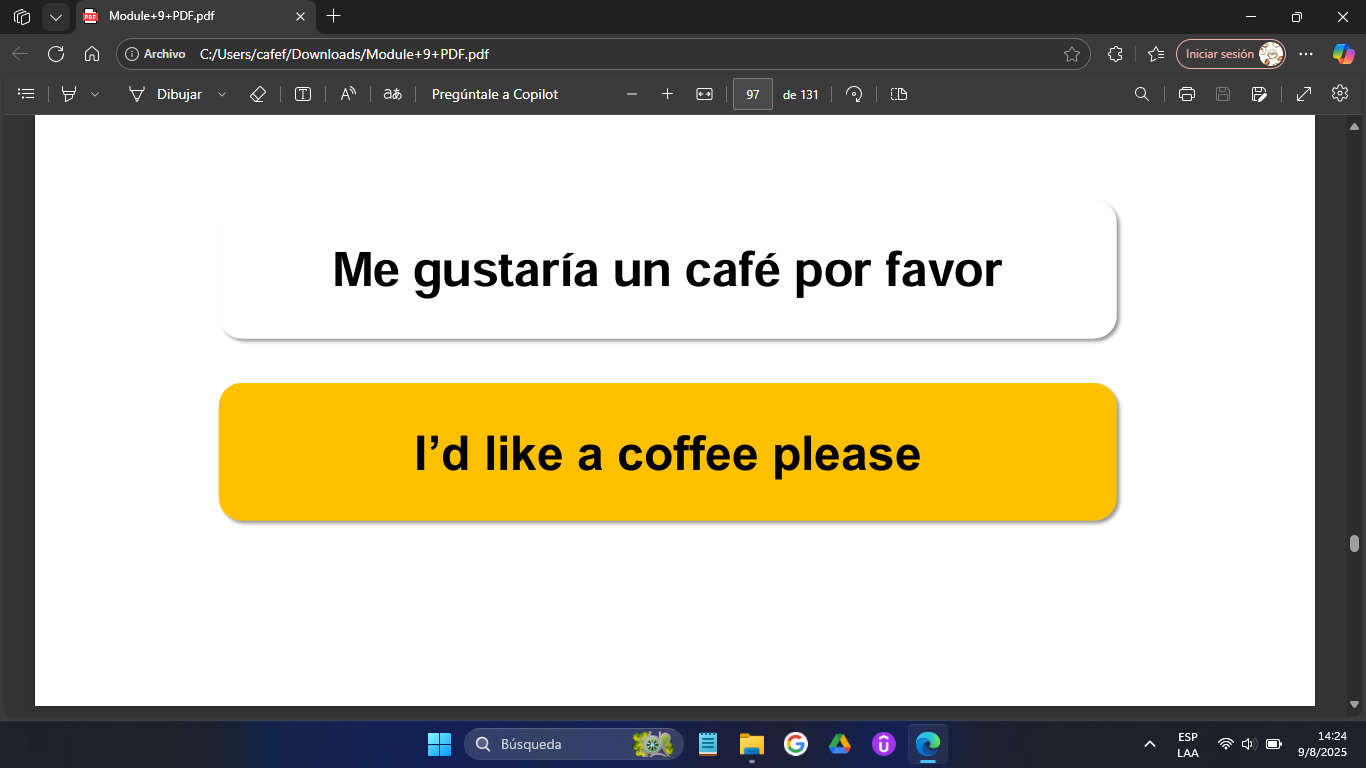 Module+9+PDF.pdf
Archivo C:/Users/cafef/Downloads/Module+9+PDF.pdf
Iniciar sesión
Dibujar
Pregúntale a Copilot
97 de 131
Me gustaría un café por favor
I’d like a coffee please
Búsqueda
ESP
LAA
14:24
9/8/2025